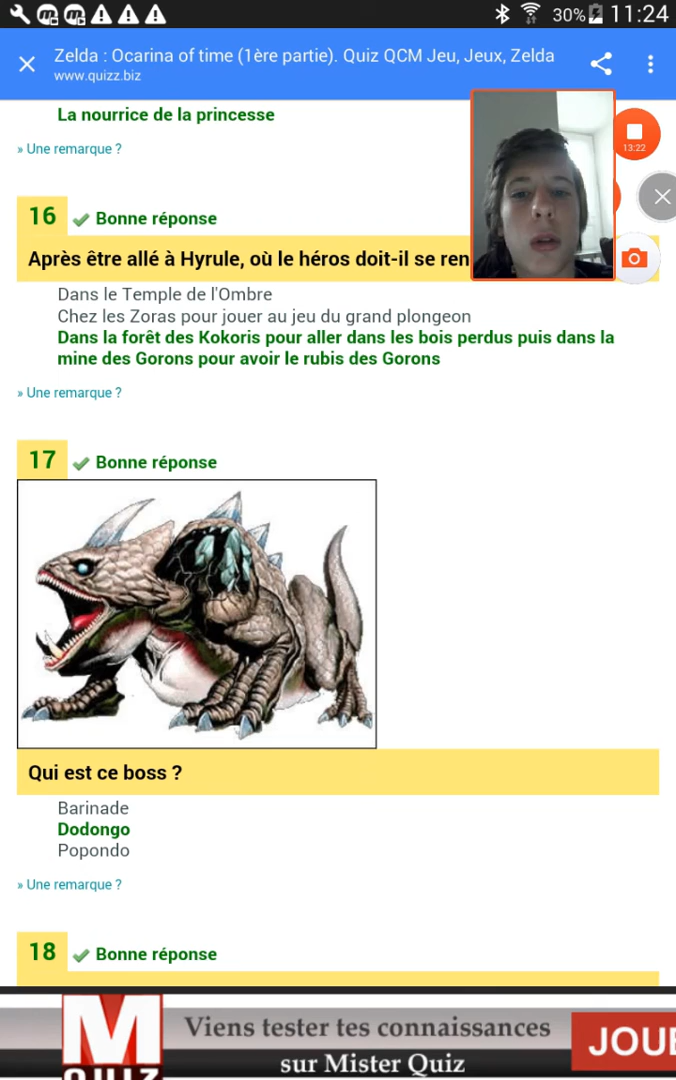 30% 11:24
Zelda : Ocarina of time (1ère partie). Quiz QCM Jeu, Jeux, Zelda
www.quizz.biz
La nourrice de la princesse
» Une remarque ?
13:22
16 Bonne réponse
Après être allé à Hyrule, où le héros doit-il se ren
Dans le Temple de l'Ombre
Chez les Zoras pour jouer au jeu du grand plongeon
Dans la forêt des Kokoris pour aller dans les bois perdus puis dans la
mine des Gorons pour avoir le rubis des Gorons
» Une remarque ?
17 Bonne réponse
Qui est ce boss ?
Barinade
Dodongo
Popondo
» Une remarque ?
18 Bonne réponse
M QUIZ
Viens tester tes connaissances
sur Mister Quiz
JOUE